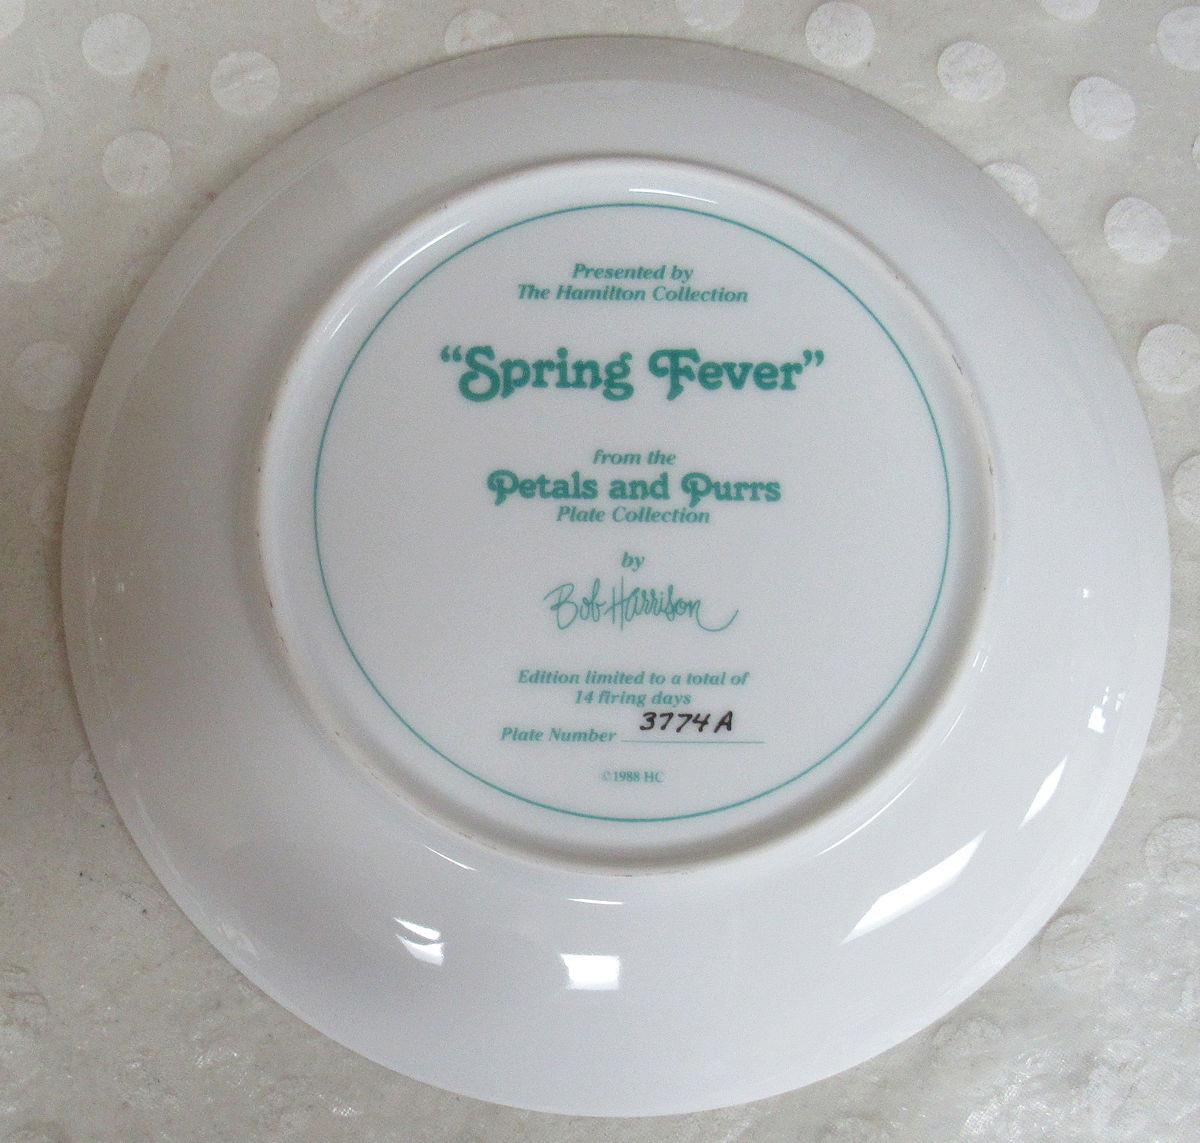 Presented by
The Hamilton Collection
“Spring Fever”
from the
Petals and Purrs
Plate Collection
by
Bob Harrison
Edition limited to a total of
14 firing days
Plate Number 3774A
©1988 HC